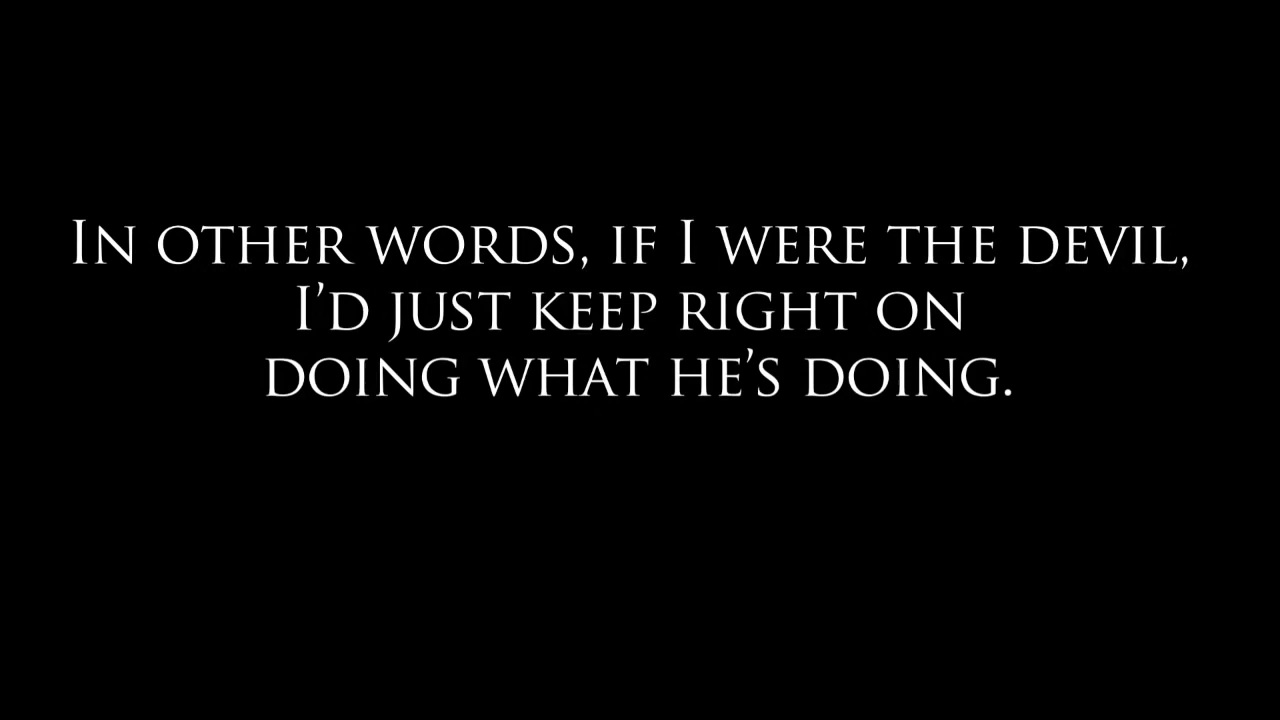 In other words, if I were the devil,
I’d just keep right on
doing what he’s doing.